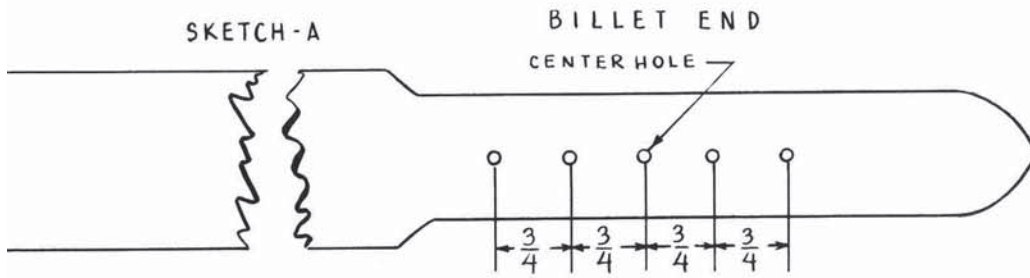 SKETCH-A
BILLET END
CENTER HOLE
3/4 3/4 3/4 3/4